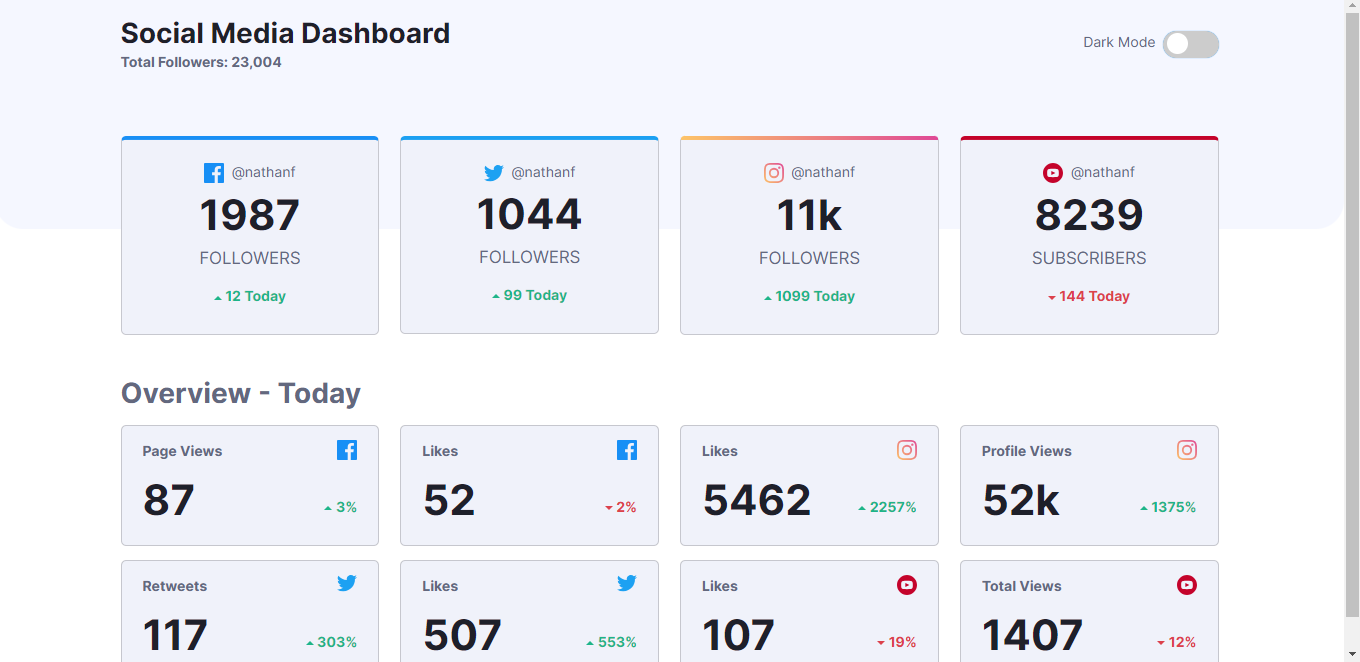 Social Media Dashboard
Total Followers: 23,004
Dark Mode
@nathanf
1987
FOLLOWERS
12 Today
@nathanf
1044
FOLLOWERS
99 Today
@nathanf
11k
FOLLOWERS
1099 Today
@nathanf
8239
SUBSCRIBERS
144 Today
Overview - Today
Page Views
87
3%
Likes
52
2%
Likes
5462
2257%
Profile Views
52k
1375%
Retweets
117
303%
Likes
507
553%
Likes
107
19%
Total Views
1407
12%